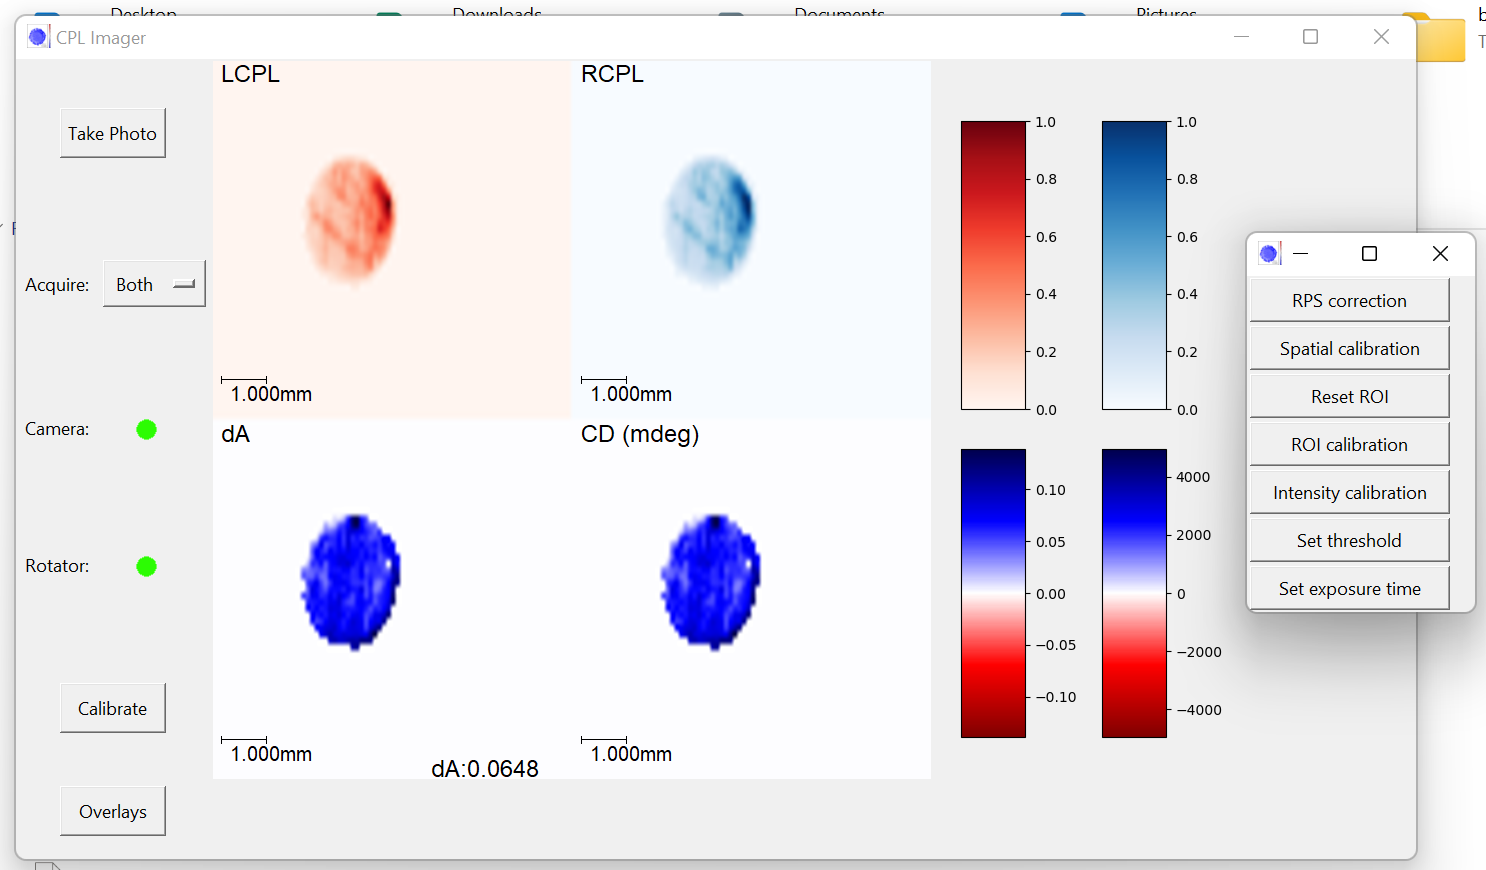 Desktop
Downloads
Documents
Pictures
CPL Imager
Take Photo
Acquire: Both
Camera:
Rotator:
Calibrate
Overlays
LCPL
1.000mm
RCPL
1.000mm
dA
1.000mm
dA:0.0648
CD (mdeg)
1.000mm
1.0
0.8
0.6
0.4
0.2
0.0
1.0
0.8
0.6
0.4
0.2
0.0
0.10
0.05
0.00
−0.05
−0.10
4000
2000
0
−2000
−4000
RPS correction
Spatial calibration
Reset ROI
ROI calibration
Intensity calibration
Set threshold
Set exposure time